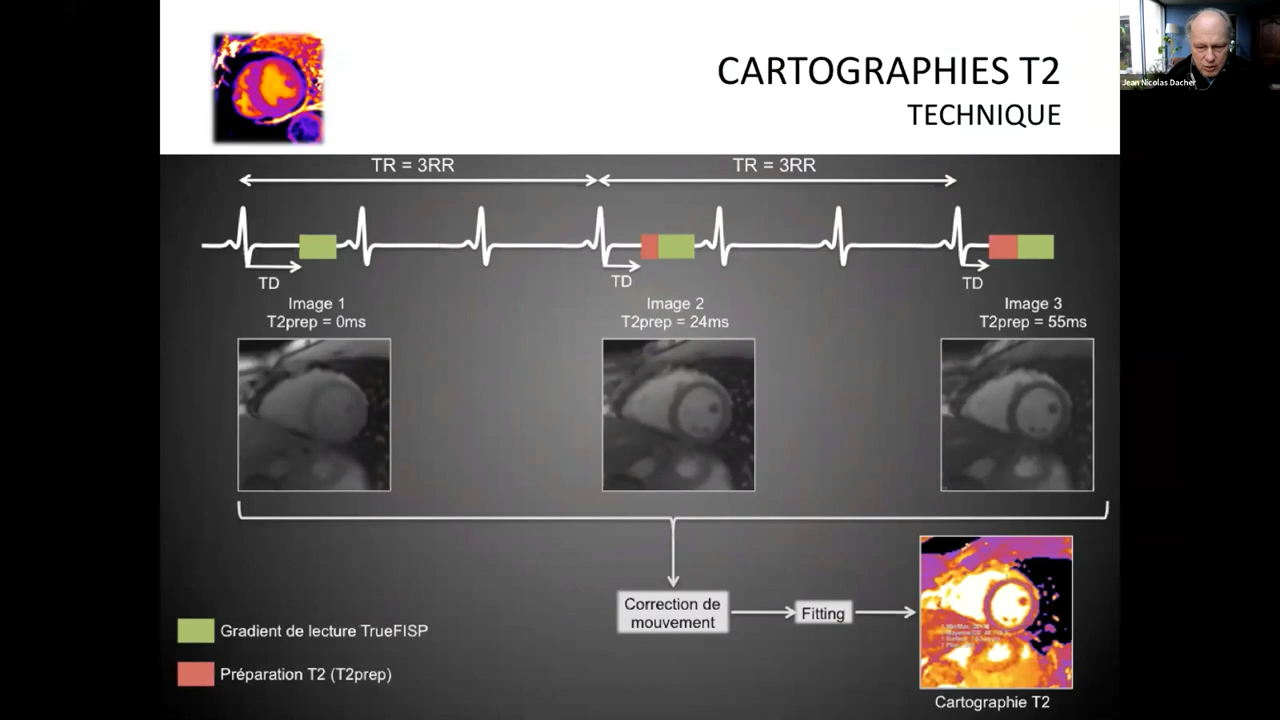 CARTOGRAPHIES T2
TECHNIQUE
Jean Nicolas Dacher
TR = 3RR
TR = 3RR
TD
TD
TD
Image 1
T2prep = 0ms
Image 2
T2prep = 24ms
Image 3
T2prep = 55ms
Correction de
mouvement
Fitting
Gradient de lecture TrueFISP
Préparation T2 (T2prep)
Cartographie T2